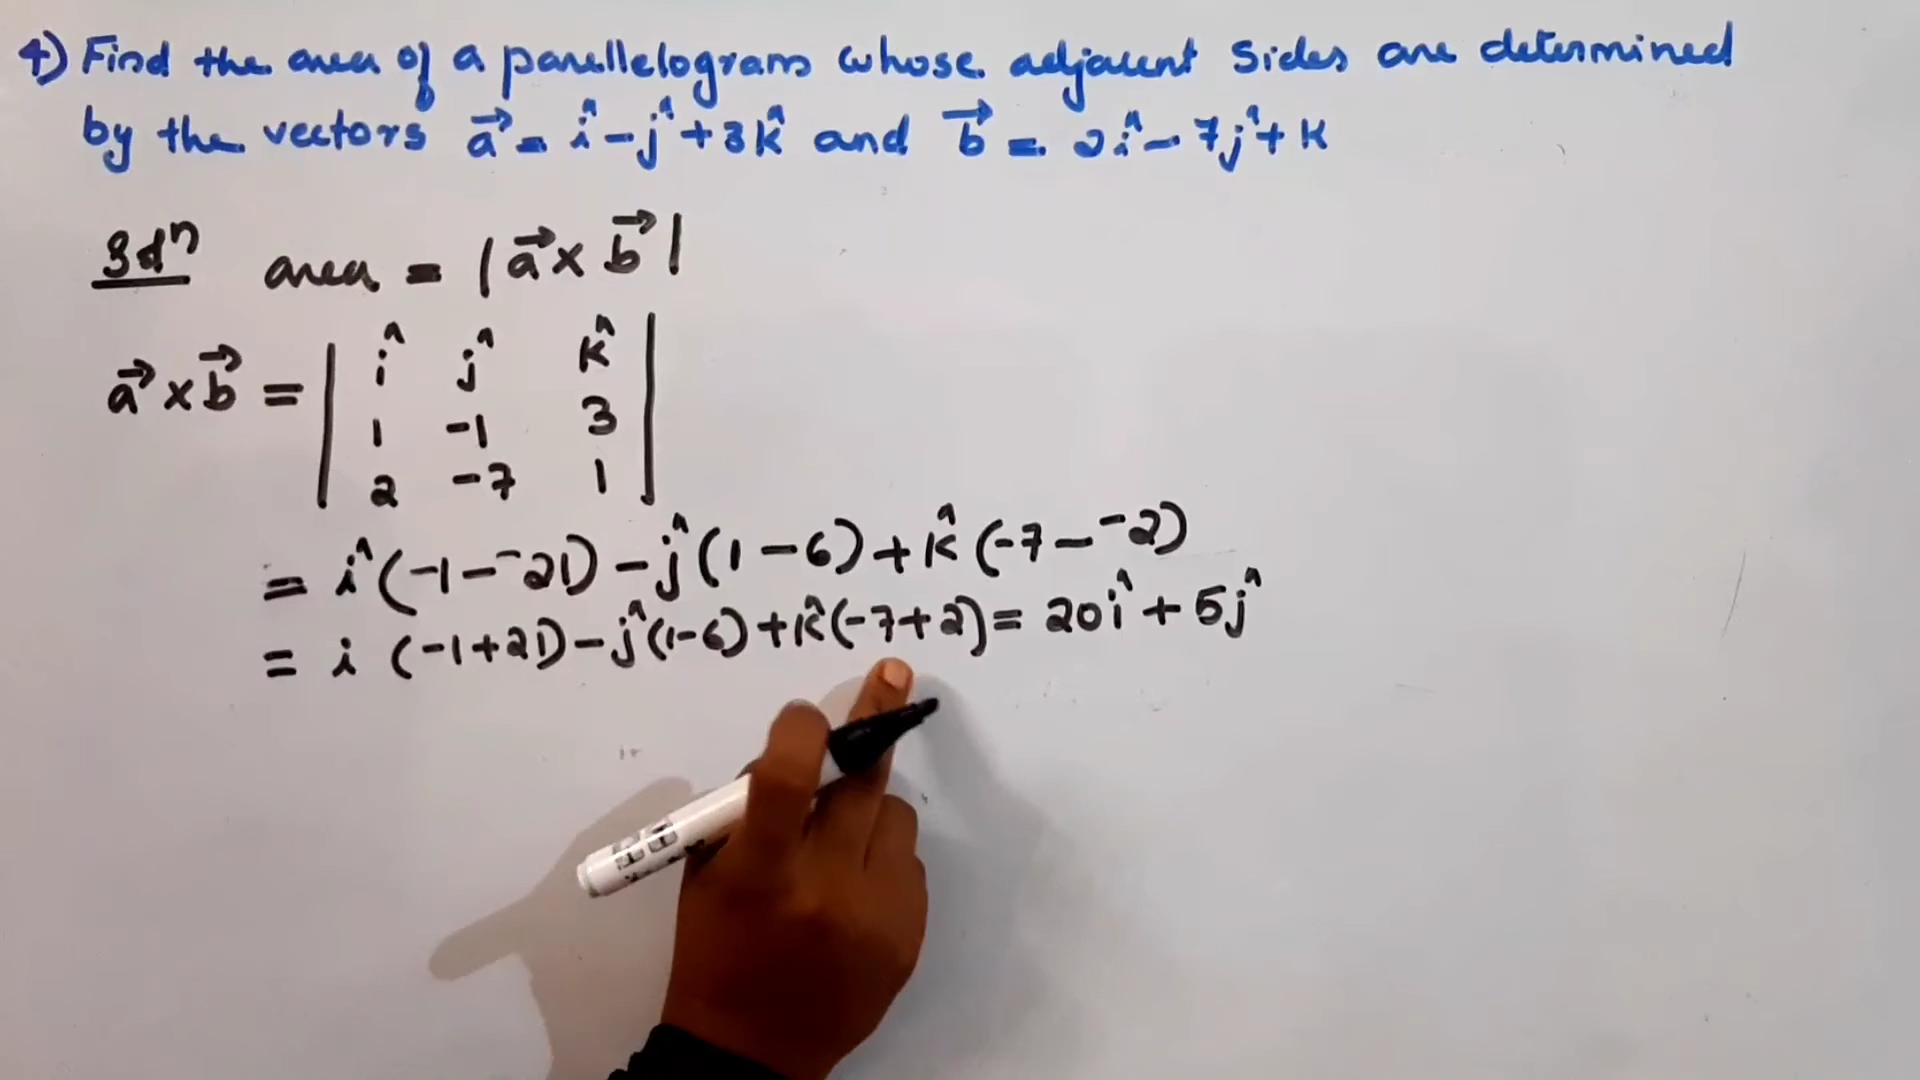 4) Find the area of a parallelogram whose adjacent sides are determined
by the vectors a⃗ = î - ĵ + 3k̂ and b⃗ = 2î - 7ĵ + k
Solⁿ area = |a⃗ × b⃗|
a⃗ × b⃗ = | î ĵ k̂ |
1 -1 3
2 -7 1
= î(-1 - -21) - ĵ(1 - 6) + k̂(-7 - -2)
= i (-1+21) - ĵ(1-6) + k̂(-7+2) = 20î + 5ĵ